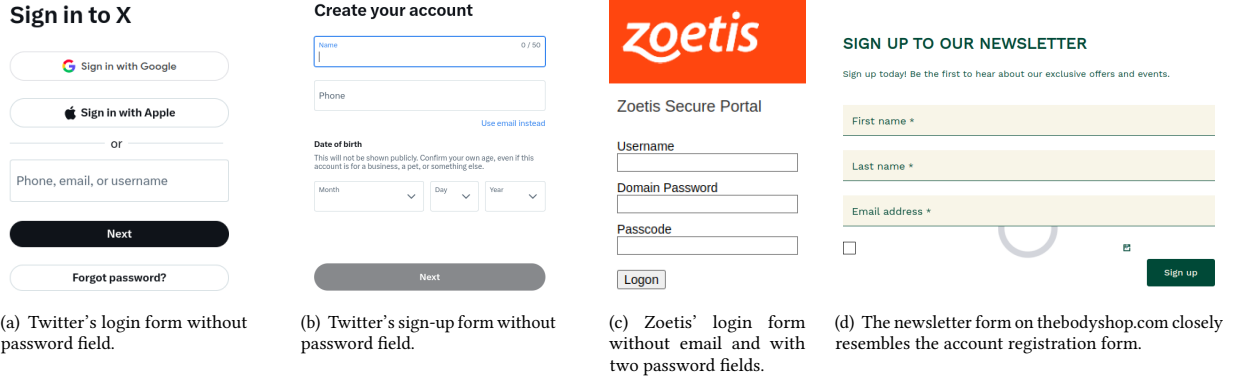 Sign in to X
Sign in with Google
Sign in with Apple
or
Phone, email, or username
Next
Forgot password?
(a) Twitter's login form without
password field.
Create your account
Name 0 / 50
Phone
Use email instead
Date of birth
This will not be shown publicly. Confirm your own age, even if this
account is for a business, a pet, or something else.
Month Day Year
Next
(b) Twitter's sign-up form without
password field.
zoetis
Zoetis Secure Portal
Username
Domain Password
Passcode
Logon
(c) Zoetis' login form
without email and with
two password fields.
SIGN UP TO OUR NEWSLETTER
Sign up today! Be the first to hear about our exclusive offers and events.
First name *
Last name *
Email address *
Sign up
(d) The newsletter form on thebodyshop.com closely
resembles the account registration form.